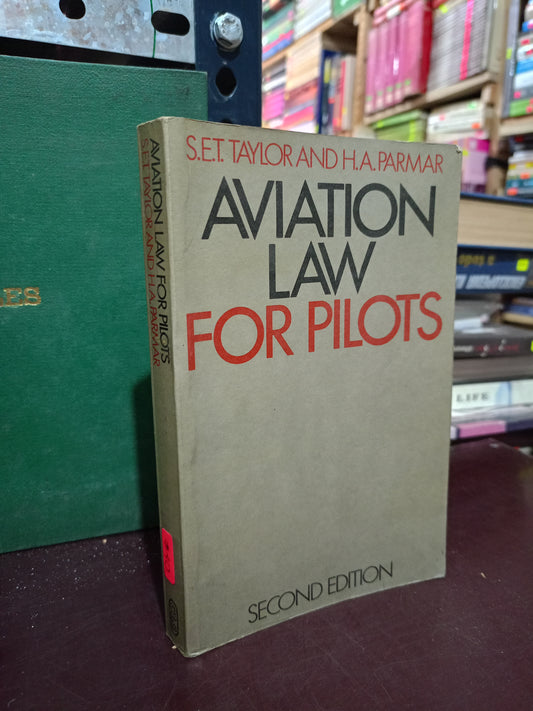 S.E.T. TAYLOR AND H.A. PARMAR
AVIATION
LAW
FOR PILOTS
SECOND EDITION
AVIATION LAW FOR PILOTS
S.E.T. TAYLOR AND H.A. PARMAR
LIFE